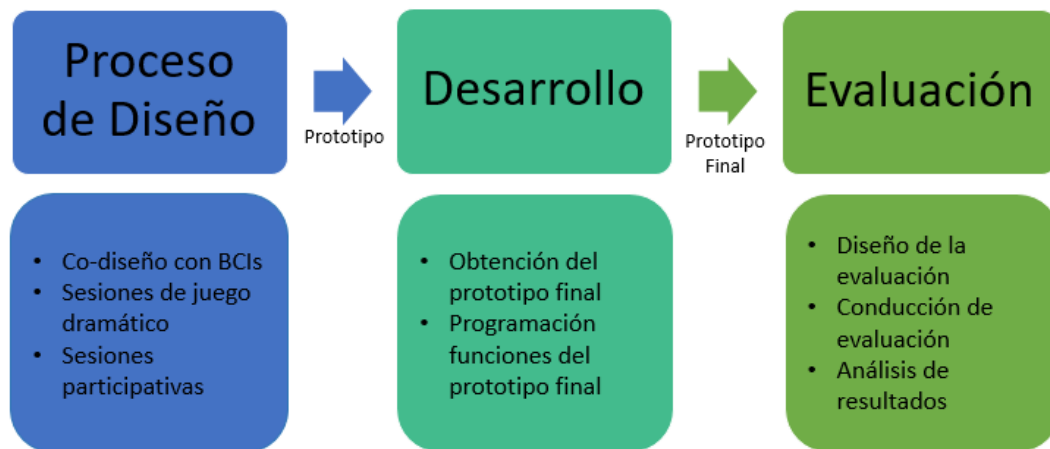 Proceso
de Diseño
Prototipo
Desarrollo
Prototipo
Final
Evaluación
• Co-diseño con BCIs
• Sesiones de juego
dramático
• Sesiones
participativas
• Obtención del
prototipo final
• Programación
funciones del
prototipo final
• Diseño de la
evaluación
• Conducción de
evaluación
• Análisis de
resultados